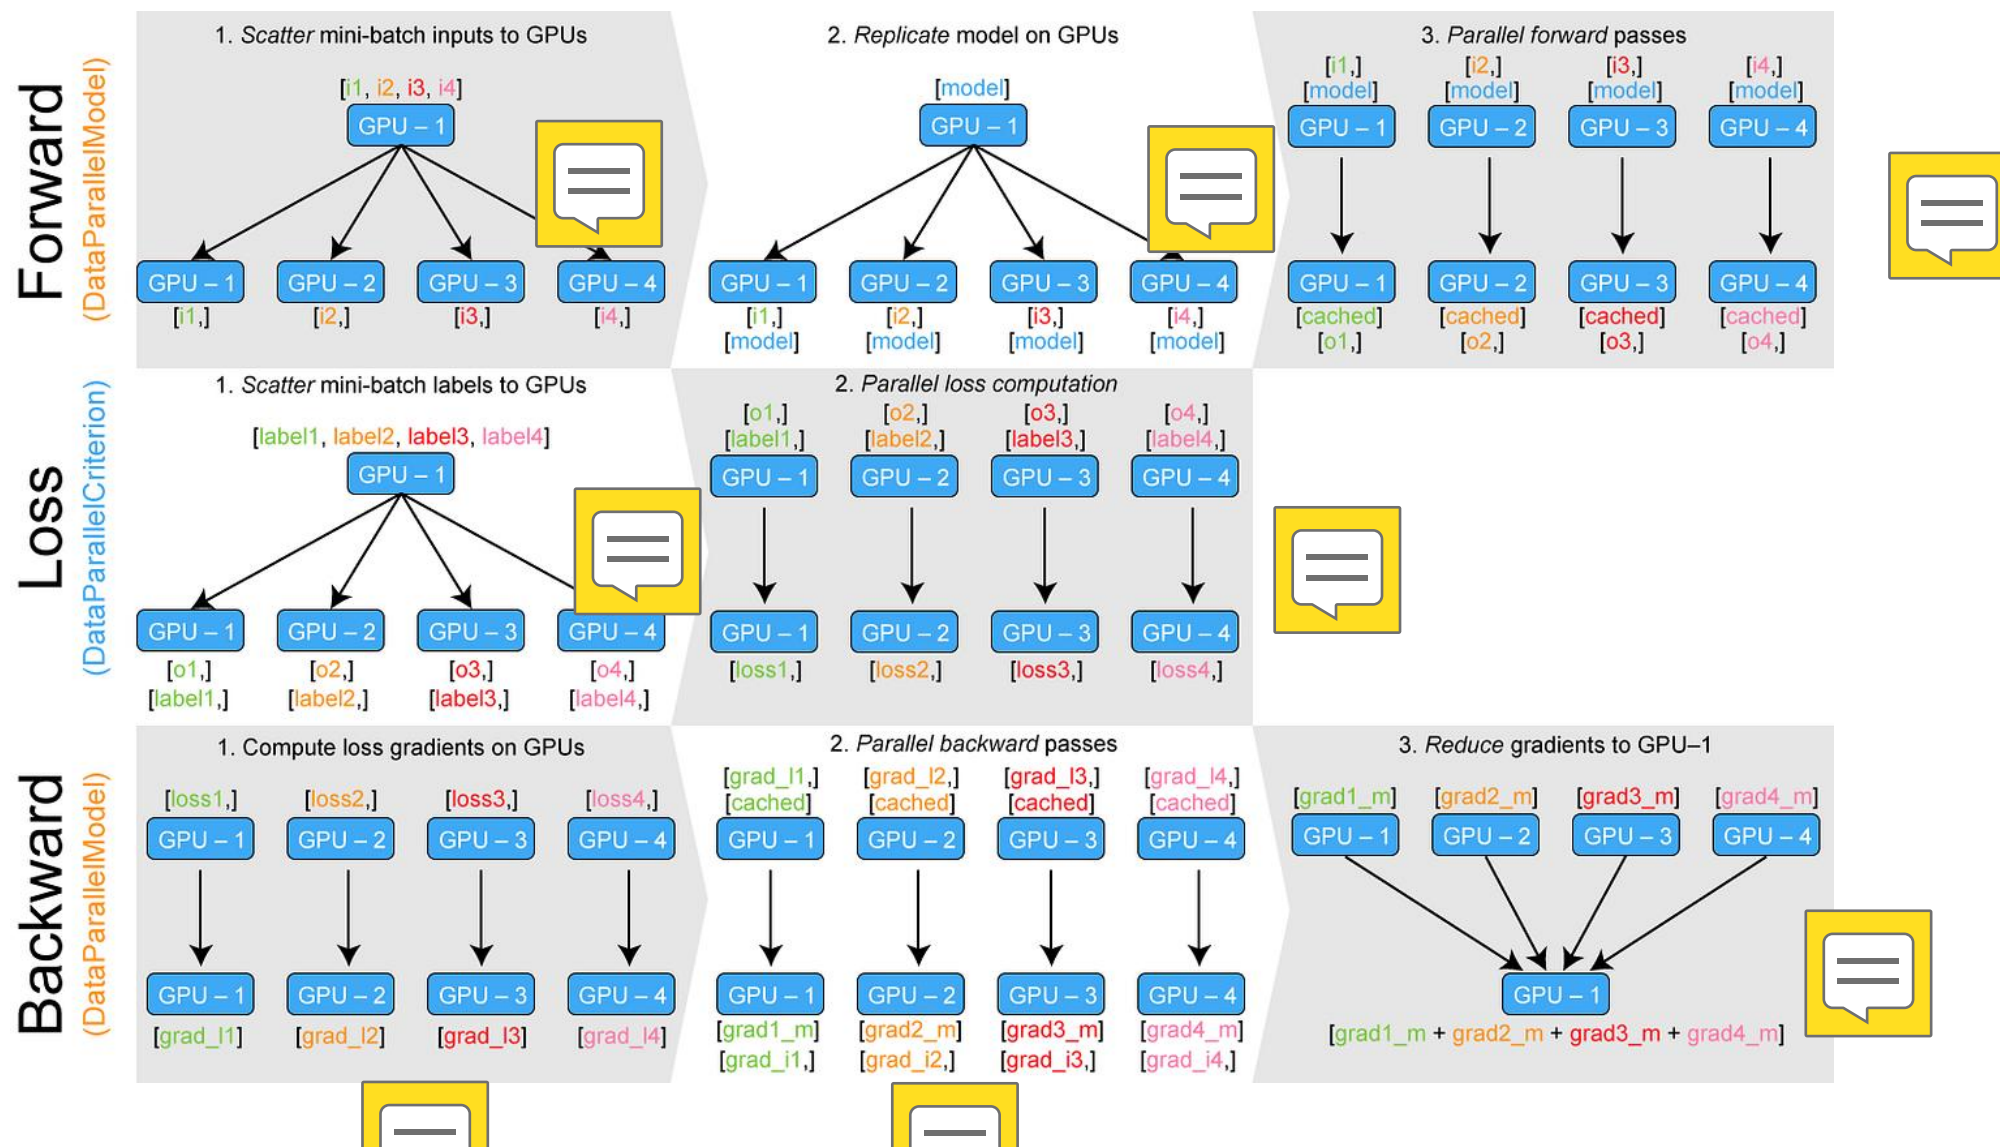 Forward
(DataParallelModel)
1. Scatter mini-batch inputs to GPUs
[i1, i2, i3, i4]
GPU – 1
GPU – 1 GPU – 2 GPU – 3 GPU – 4
[i1,] [i2,] [i3,] [i4,]
2. Replicate model on GPUs
[model]
GPU – 1
GPU – 1 GPU – 2 GPU – 3 GPU – 4
[i1,] [i2,] [i3,] [i4,]
[model] [model] [model] [model]
3. Parallel forward passes
[i1,] [i2,] [i3,] [i4,]
[model] [model] [model] [model]
GPU – 1 GPU – 2 GPU – 3 GPU – 4
GPU – 1 GPU – 2 GPU – 3 GPU – 4
[cached] [cached] [cached] [cached]
[o1,] [o2,] [o3,] [o4,]
Loss
(DataParallelCriterion)
1. Scatter mini-batch labels to GPUs
[label1, label2, label3, label4]
GPU – 1
GPU – 1 GPU – 2 GPU – 3 GPU – 4
[o1,] [o2,] [o3,] [o4,]
[label1,] [label2,] [label3,] [label4,]
2. Parallel loss computation
[o1,] [o2,] [o3,] [o4,]
[label1,] [label2,] [label3,] [label4,]
GPU – 1 GPU – 2 GPU – 3 GPU – 4
GPU – 1 GPU – 2 GPU – 3 GPU – 4
[loss1,] [loss2,] [loss3,] [loss4,]
Backward
(DataParallelModel)
1. Compute loss gradients on GPUs
[loss1,] [loss2,] [loss3,] [loss4,]
GPU – 1 GPU – 2 GPU – 3 GPU – 4
GPU – 1 GPU – 2 GPU – 3 GPU – 4
[grad_l1] [grad_l2] [grad_l3] [grad_l4]
2. Parallel backward passes
[grad_l1,] [grad_l2,] [grad_l3,] [grad_l4,]
[cached] [cached] [cached] [cached]
GPU – 1 GPU – 2 GPU – 3 GPU – 4
GPU – 1 GPU – 2 GPU – 3 GPU – 4
[grad1_m] [grad2_m] [grad3_m] [grad4_m]
[grad_i1,] [grad_i2,] [grad_i3,] [grad_i4,]
3. Reduce gradients to GPU–1
[grad1_m] [grad2_m] [grad3_m] [grad4_m]
GPU – 1 GPU – 2 GPU – 3 GPU – 4
GPU – 1
[grad1_m + grad2_m + grad3_m + grad4_m]